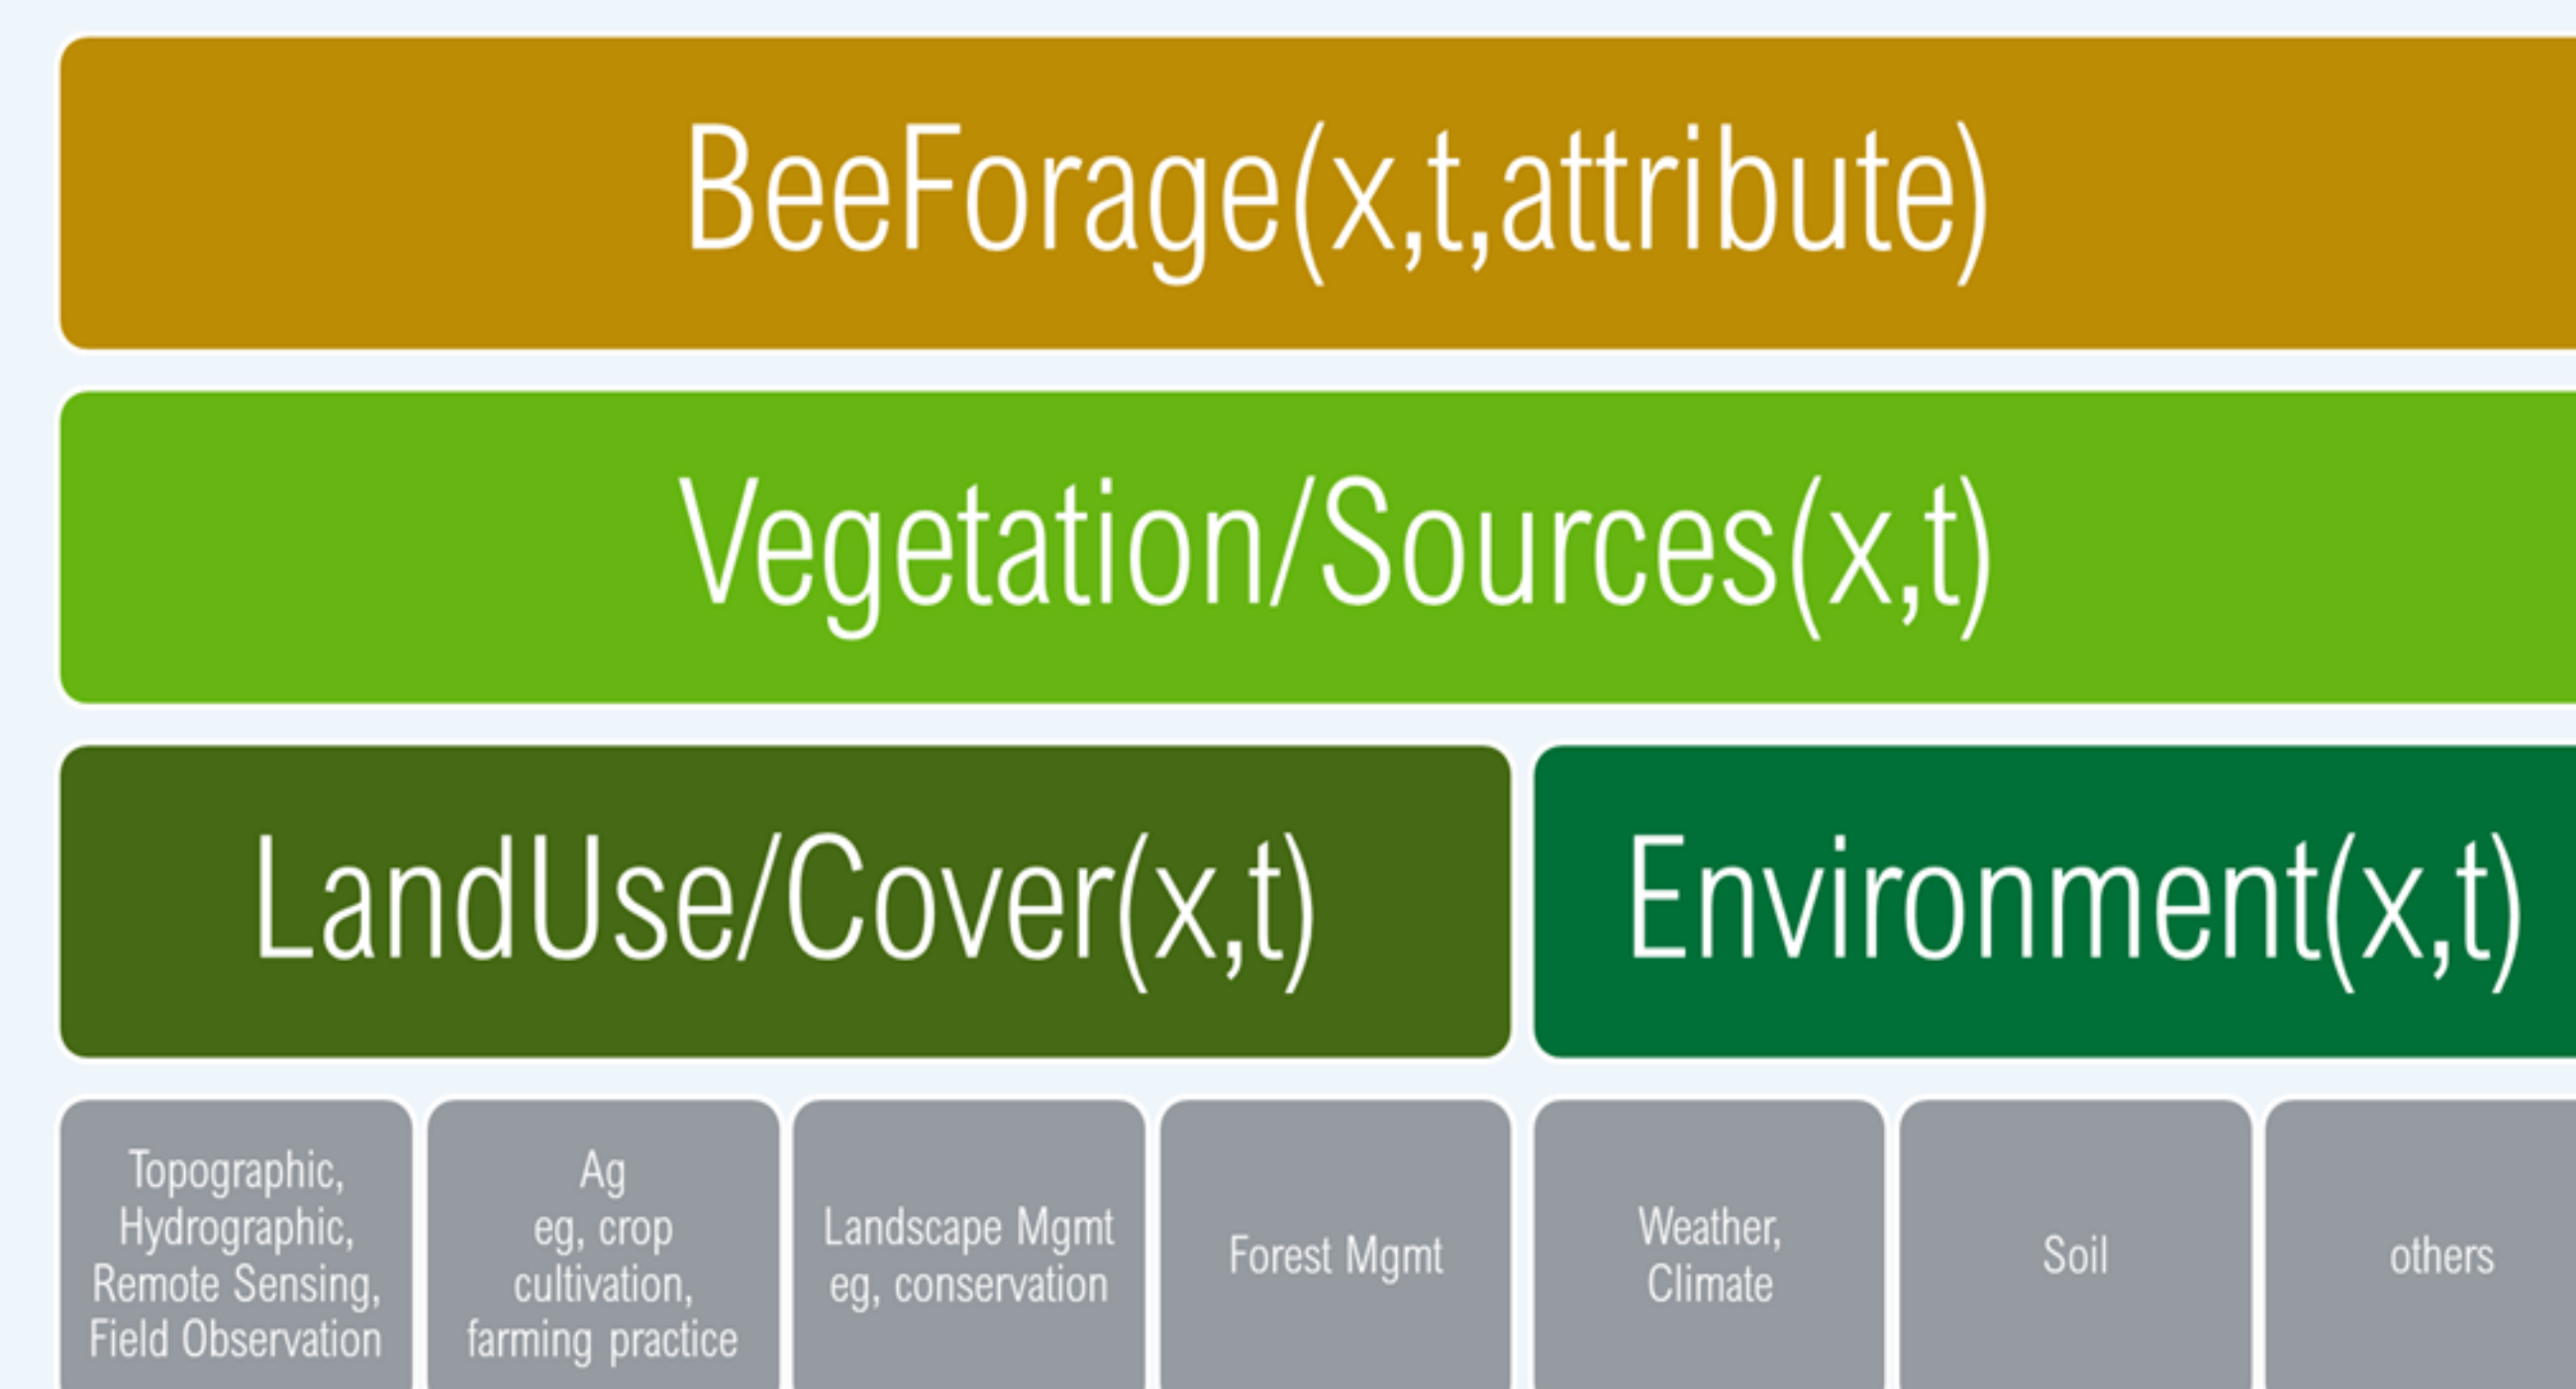 BeeForage(x,t,attribute)
Vegetation/Sources(x,t)
LandUse/Cover(x,t)
Environment(x,t)
Topographic,
Hydrographic,
Remote Sensing,
Field Observation
Ag
eg, crop
cultivation,
farming practice
Landscape Mgmt
eg, conservation
Forest Mgmt
Weather,
Climate
Soil
others